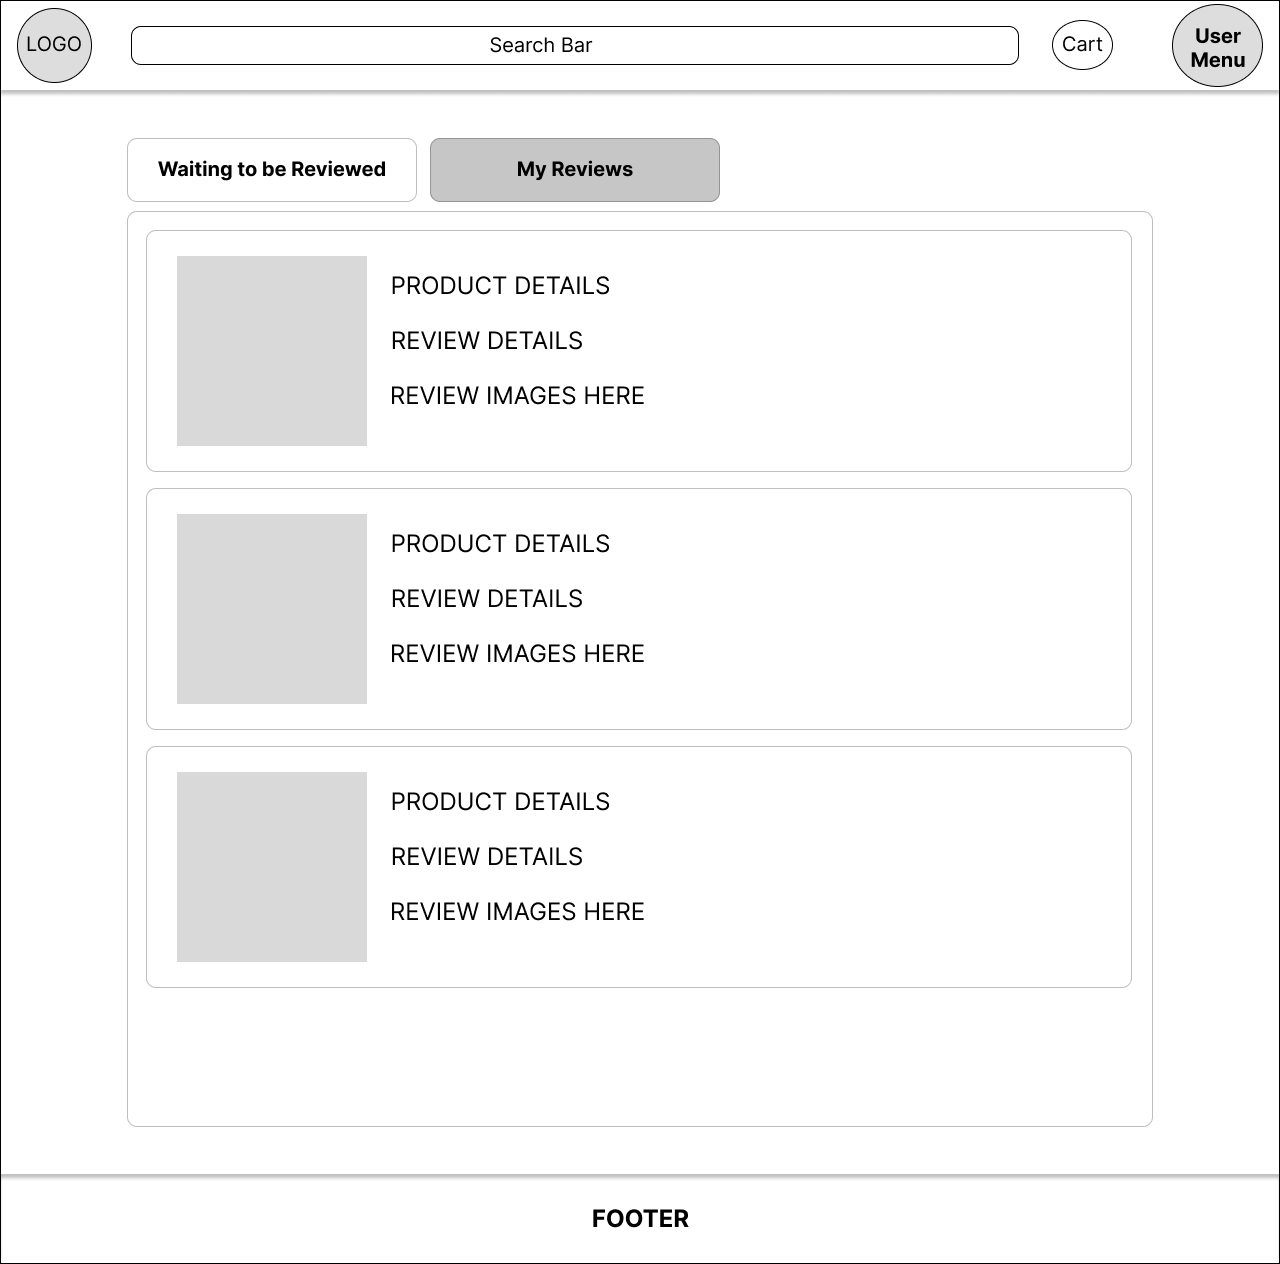 LOGO
Search Bar
Cart
User
Menu
Waiting to be Reviewed
My Reviews
PRODUCT DETAILS
REVIEW DETAILS
REVIEW IMAGES HERE
PRODUCT DETAILS
REVIEW DETAILS
REVIEW IMAGES HERE
PRODUCT DETAILS
REVIEW DETAILS
REVIEW IMAGES HERE
FOOTER